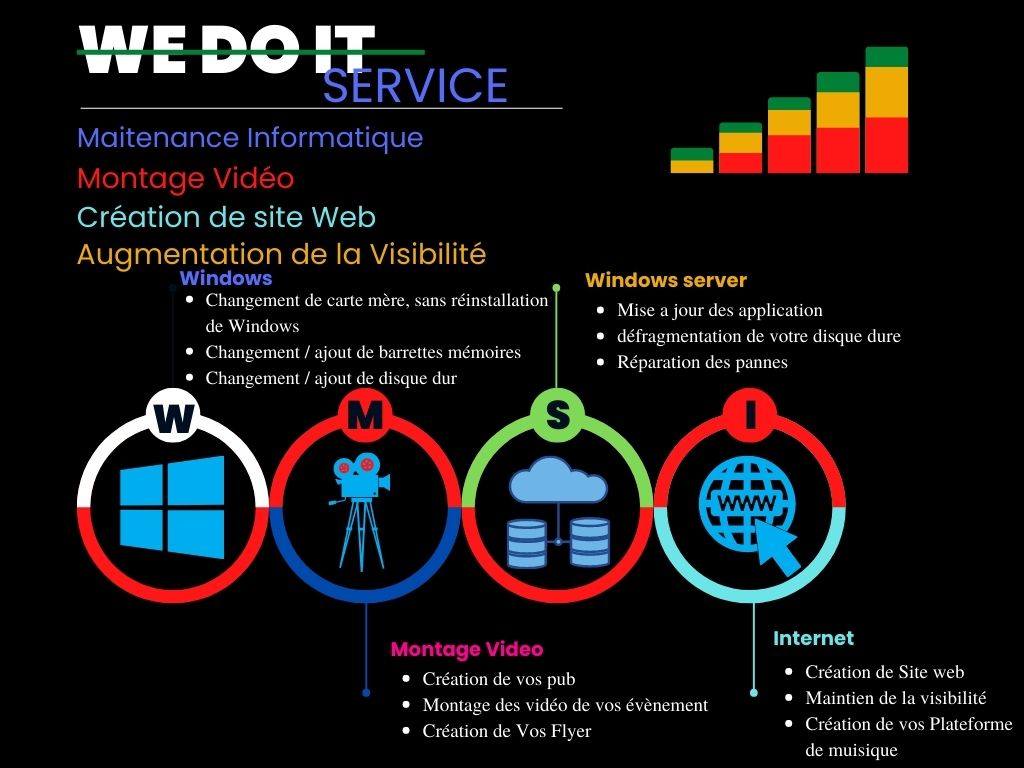 WE DO IT
SERVICE
Maitenance Informatique
Montage Vidéo
Création de site Web
Augmentation de la Visibilité
Windows
Changement de carte mère, sans réinstallation
de Windows
Changement / ajout de barrettes mémoires
Changement / ajout de disque dur
Windows server
Mise a jour des application
défragmentation de votre disque dure
Réparation des pannes
W
M
S
I
WWW
Montage Video
Création de vos pub
Montage des vidéo de vos évènement
Création de Vos Flyer
Internet
Création de Site web
Maintien de la visibilité
Création de vos Plateforme
de muisique